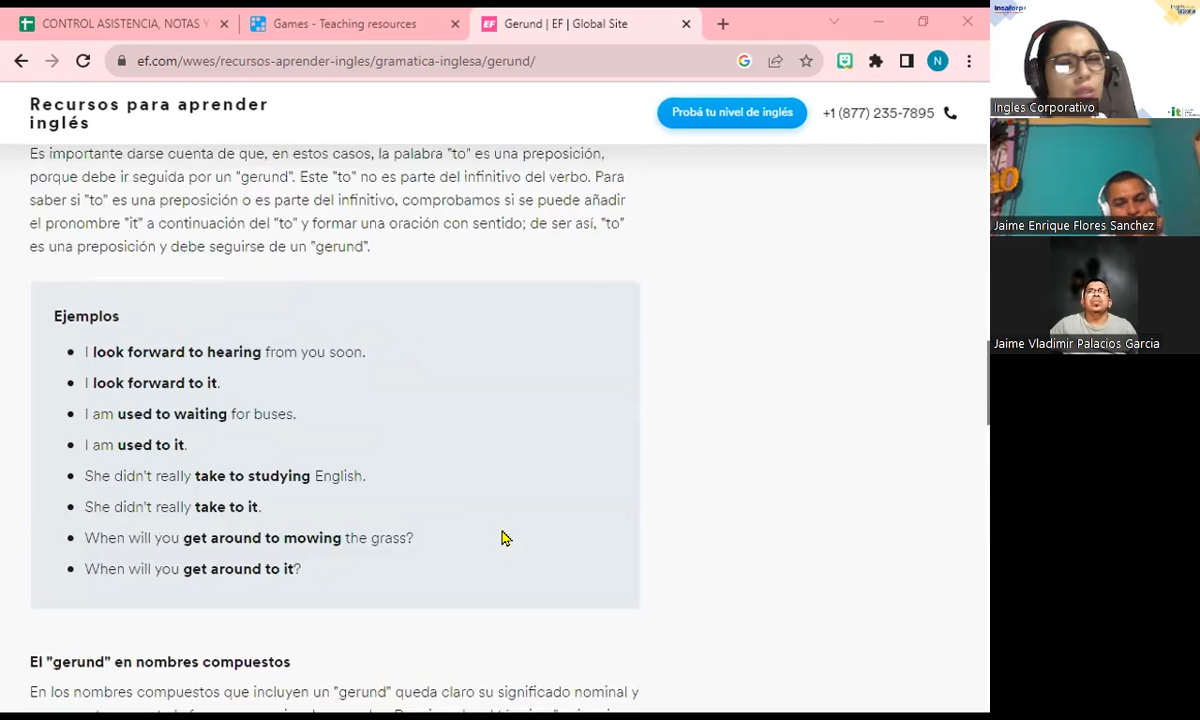 CONTROL ASISTENCIA, NOTAS Y
Games - Teaching resources
Gerund | EF | Global Site
ef.com/wwes/recursos-aprender-ingles/gramatica-inglesa/gerund/
N
Recursos para aprender
inglés
Probá tu nivel de inglés
+1 (877) 235-7895
Es importante darse cuenta de que, en estos casos, la palabra "to" es una preposición,
porque debe ir seguida por un "gerund". Este "to" no es parte del infinitivo del verbo. Para
saber si "to" es una preposición o es parte del infinitivo, comprobamos si se puede añadir
el pronombre "it" a continuación del "to" y formar una oración con sentido; de ser así, "to"
es una preposición y debe seguirse de un "gerund".
Ejemplos
I look forward to hearing from you soon.
I look forward to it.
I am used to waiting for buses.
I am used to it.
She didn't really take to studying English.
She didn't really take to it.
When will you get around to mowing the grass?
When will you get around to it?
El "gerund" en nombres compuestos
En los nombres compuestos que incluyen un "gerund" queda claro su significado nominal y
Insaforp
Ingles Corporativo
Jaime Enrique Flores Sanchez
Jaime Vladimir Palacios Garcia